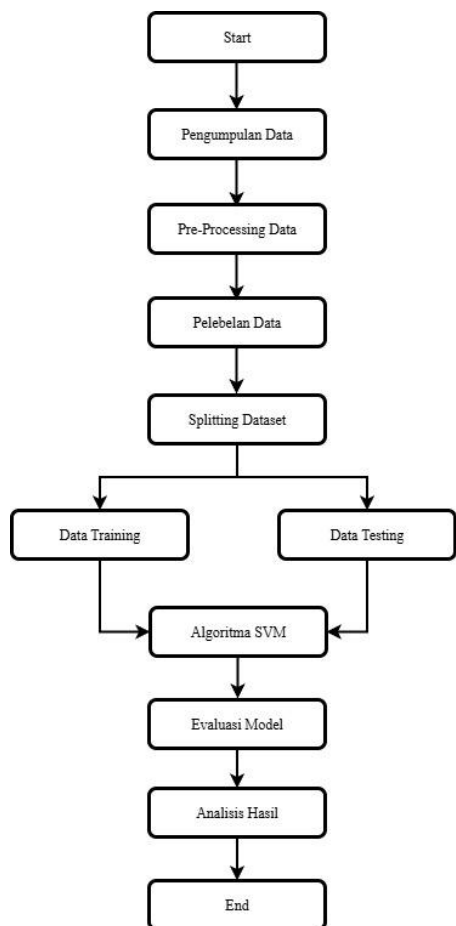 Start
Pengumpulan Data
Pre-Processing Data
Pelebelan Data
Splitting Dataset
Data Training
Data Testing
Algoritma SVM
Evaluasi Model
Analisis Hasil
End